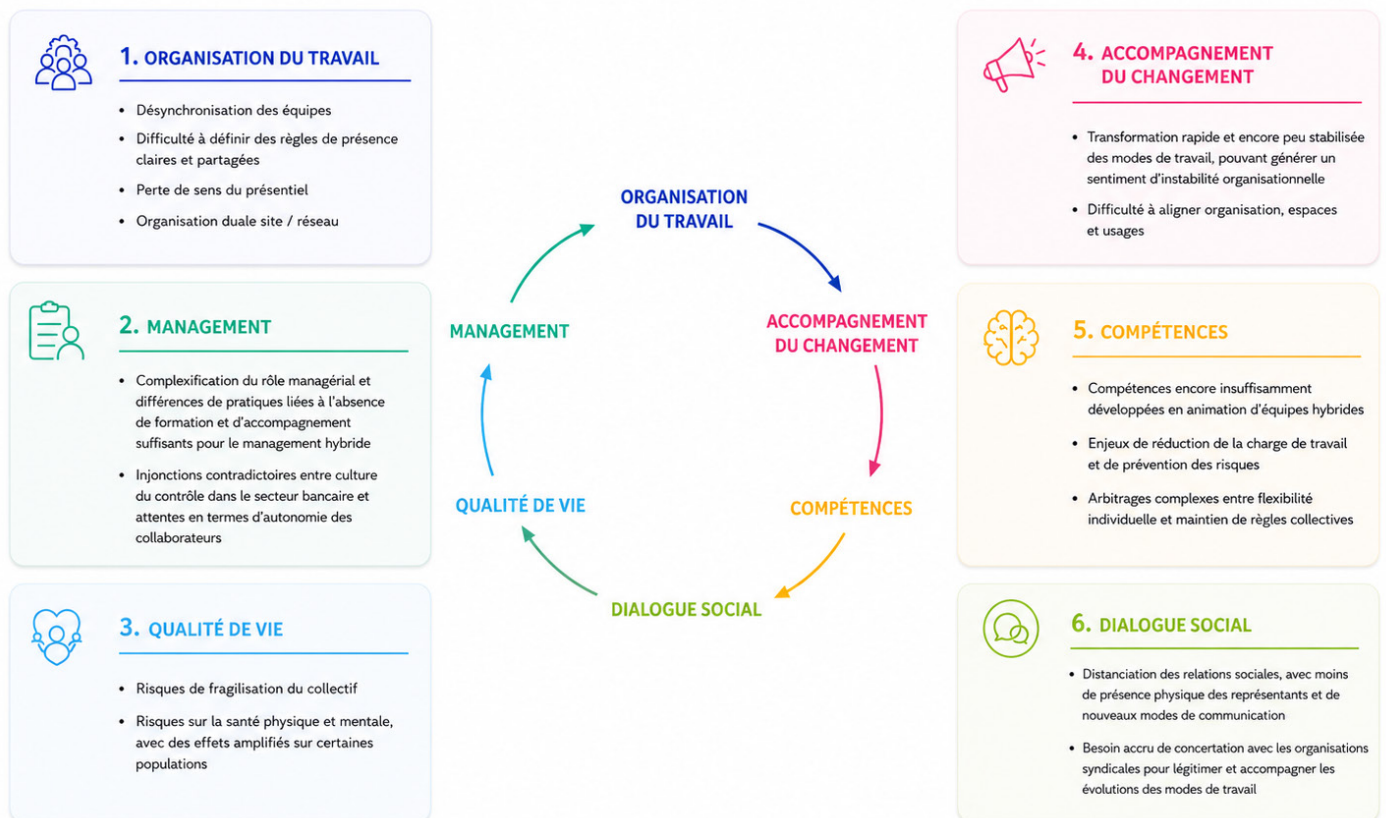 1. ORGANISATION DU TRAVAIL
• Désynchronisation des équipes
• Difficulté à définir des règles de présence
claires et partagées
• Perte de sens du présentiel
• Organisation duale site / réseau
2. MANAGEMENT
• Complexification du rôle managérial et
différences de pratiques liées à l'absence
de formation et d'accompagnement
suffisants pour le management hybride
• Injonctions contradictoires entre culture
du contrôle dans le secteur bancaire et
attentes en termes d'autonomie des
collaborateurs
3. QUALITÉ DE VIE
• Risques de fragilisation du collectif
• Risques sur la santé physique et mentale,
avec des effets amplifiés sur certaines
populations
ORGANISATION
DU TRAVAIL
MANAGEMENT
ACCOMPAGNEMENT
DU CHANGEMENT
QUALITÉ DE VIE
COMPÉTENCES
DIALOGUE SOCIAL
4. ACCOMPAGNEMENT
DU CHANGEMENT
• Transformation rapide et encore peu stabilisée
des modes de travail, pouvant générer un
sentiment d'instabilité organisationnelle
• Difficulté à aligner organisation, espaces
et usages
5. COMPÉTENCES
• Compétences encore insuffisamment
développées en animation d'équipes hybrides
• Enjeux de réduction de la charge de travail
et de prévention des risques
• Arbitrages complexes entre flexibilité
individuelle et maintien de règles collectives
6. DIALOGUE SOCIAL
• Distanciation des relations sociales, avec moins
de présence physique des représentants et de
nouveaux modes de communication
• Besoin accru de concertation avec les organisations
syndicales pour légitimer et accompagner les
évolutions des modes de travail